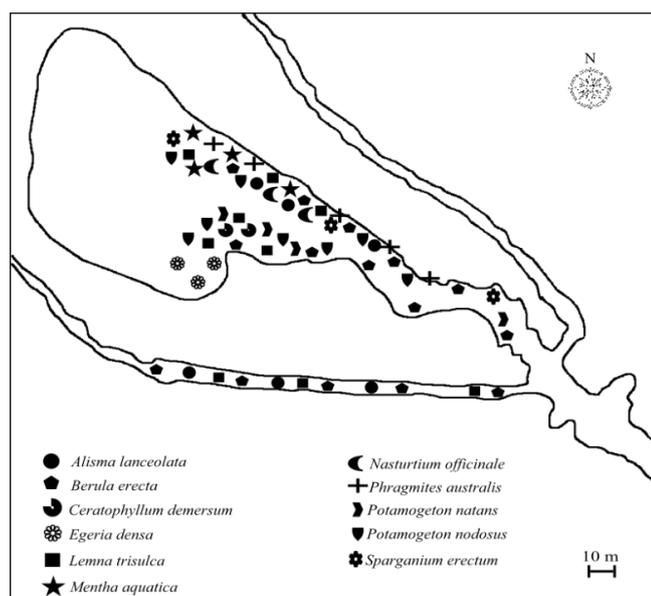 N
Alisma lanceolata
Berula erecta
Ceratophyllum demersum
Egeria densa
Lemna trisulca
Mentha aquatica
Nasturtium officinale
Phragmites australis
Potamogeton natans
Potamogeton nodosus
Sparganium erectum
10 m